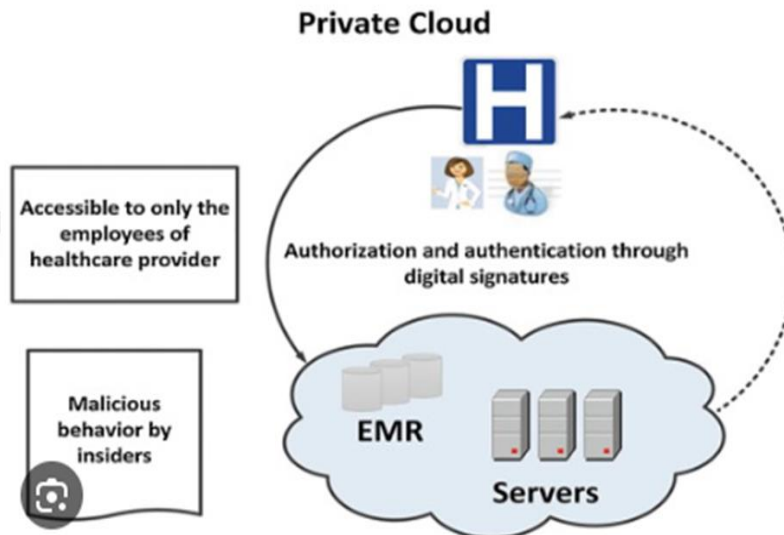 Private Cloud
H
Accessible to only the
employees of
healthcare provider
Authorization and authentication through
digital signatures
Malicious
behavior by
insiders
EMR
Servers